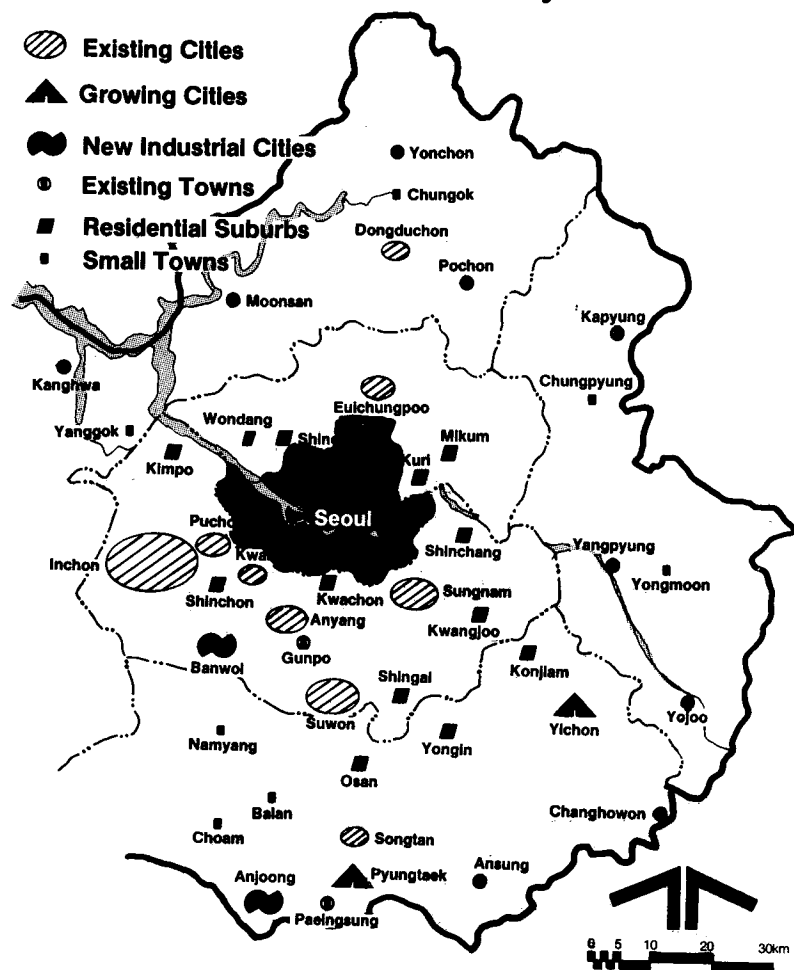 Existing Cities
Growing Cities
New Industrial Cities
Existing Towns
Residential Suburbs
Small Towns
Yonchon
Chungok
Dongduchon
Pochon
Moonsan
Kapyung
Kanghwa
Chungpyung
Euichungpoo
Wondang
Yanggok
Shin
Mikum
Kimpo
Kuri
Seoul
Pucho
Shinchang
Yangpyung
Inchon
Kwa
Yongmoon
Shinchon
Kwachon
Sungnam
Anyang
Kwangjoo
Gunpo
Banwol
Konjiam
Shingal
Suwon
Yichon
Yojoo
Namyang
Yongin
Osan
Balan
Changhowon
Choam
Songtan
Anjoong
Pyungtaek
Ansung
Paeingsung
0 5 10 20 30km